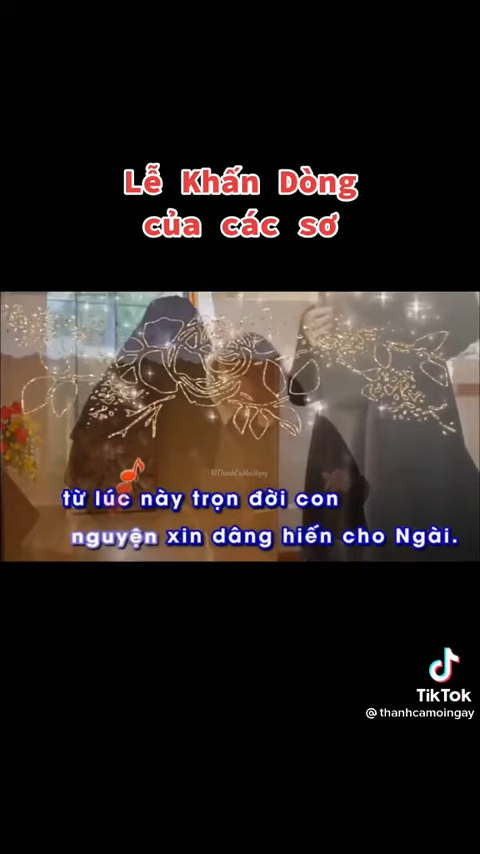 Lễ Khấn Dòng
của các sơ
@ThanhCaMoiNgay
từ lúc này trọn đời con
nguyện xin dâng hiến cho Ngài.
TikTok
@thanhcamoingay